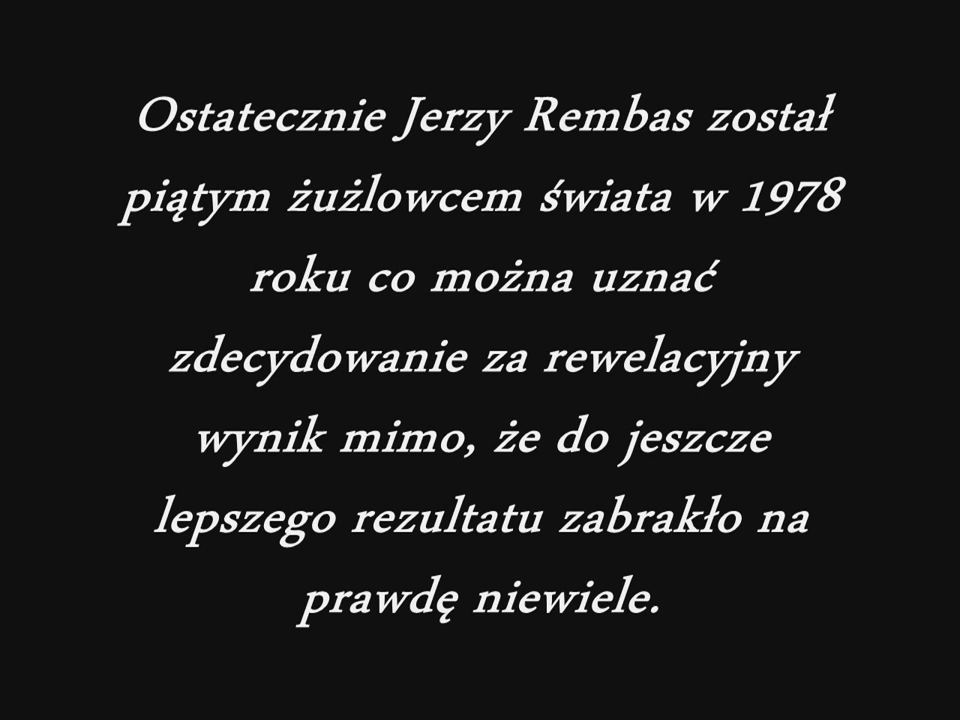 Ostatecznie Jerzy Rembas został
piątym żużlowcem świata w 1978
roku co można uznać
zdecydowanie za rewelacyjny
wynik mimo, że do jeszcze
lepszego rezultatu zabrakło na
prawdę niewiele.